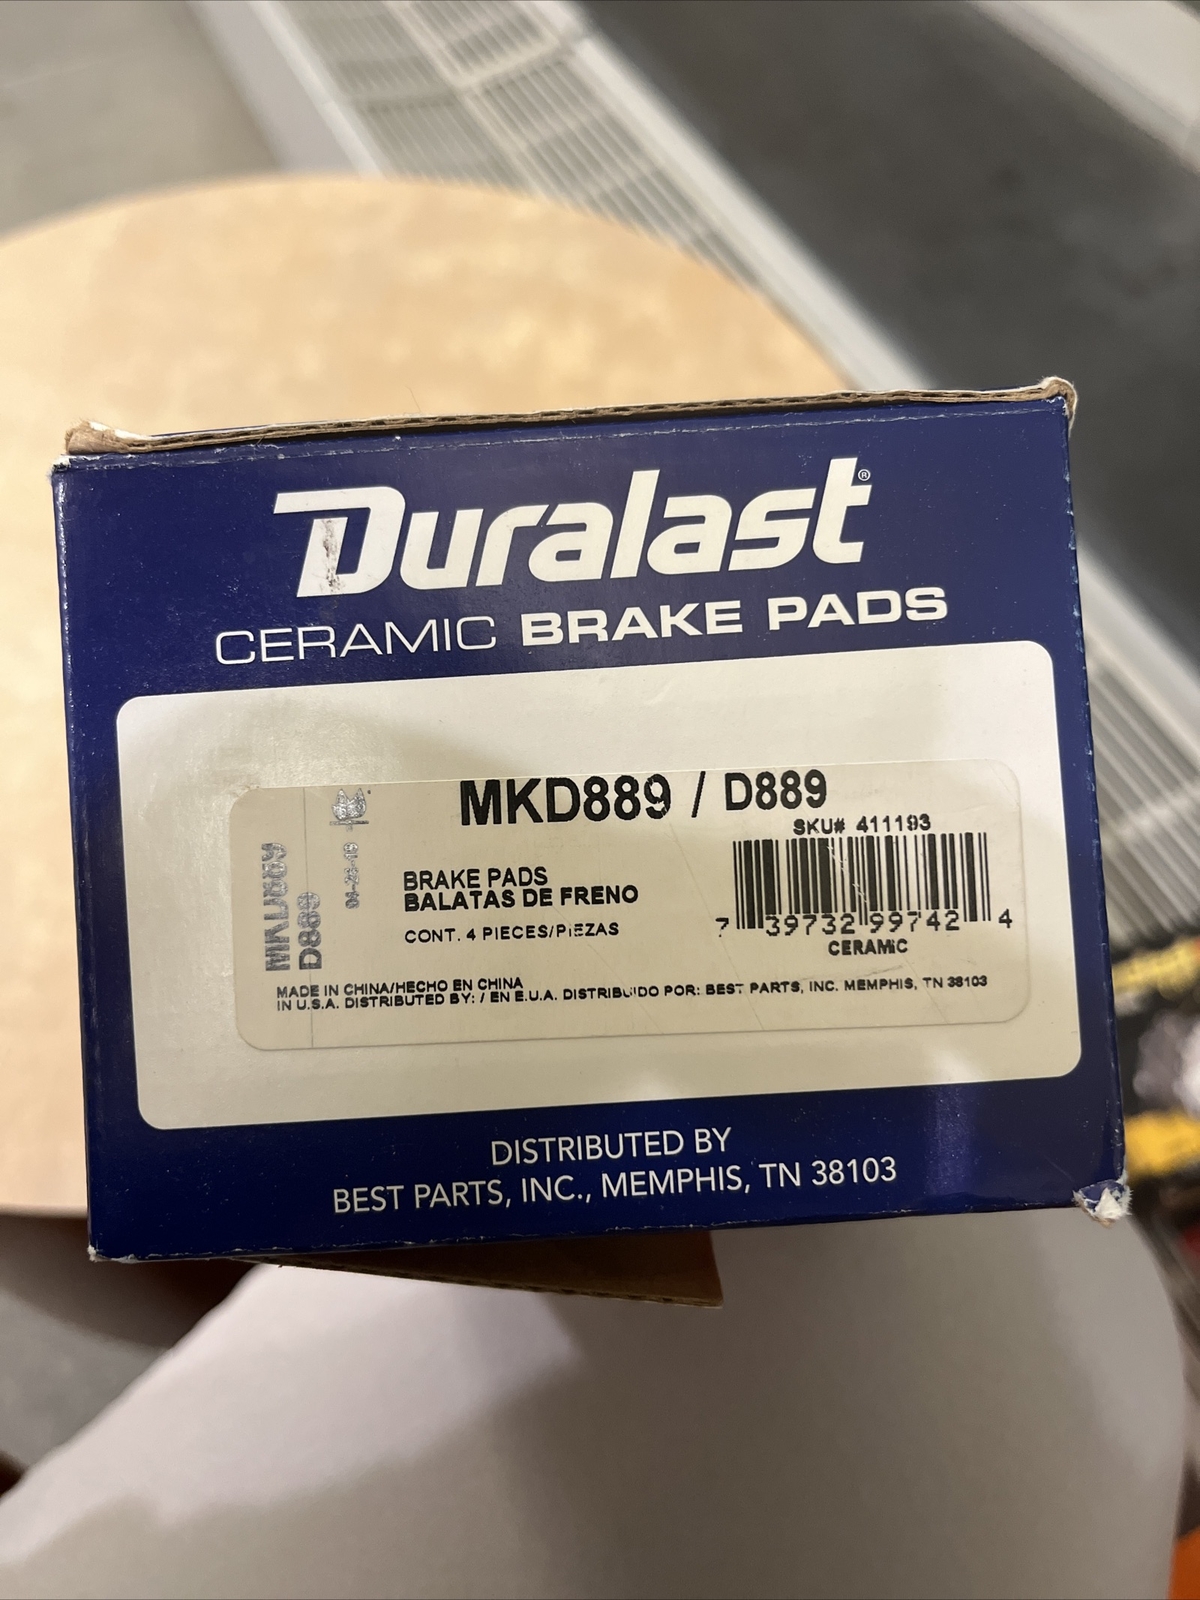 Duralast®
CERAMIC BRAKE PADS
MKD889 / D889
SKU# 411193
MKD889
D889
BRAKE PADS
BALATAS DE FRENO
CONT. 4 PIECES/PIEZAS
7 39732 99742 4
CERAMIC
MADE IN CHINA/HECHO EN CHINA
IN U.S.A. DISTRIBUTED BY: / EN E.U.A. DISTRIBUIDO POR: BEST PARTS, INC. MEMPHIS, TN 38103
DISTRIBUTED BY
BEST PARTS, INC., MEMPHIS, TN 38103